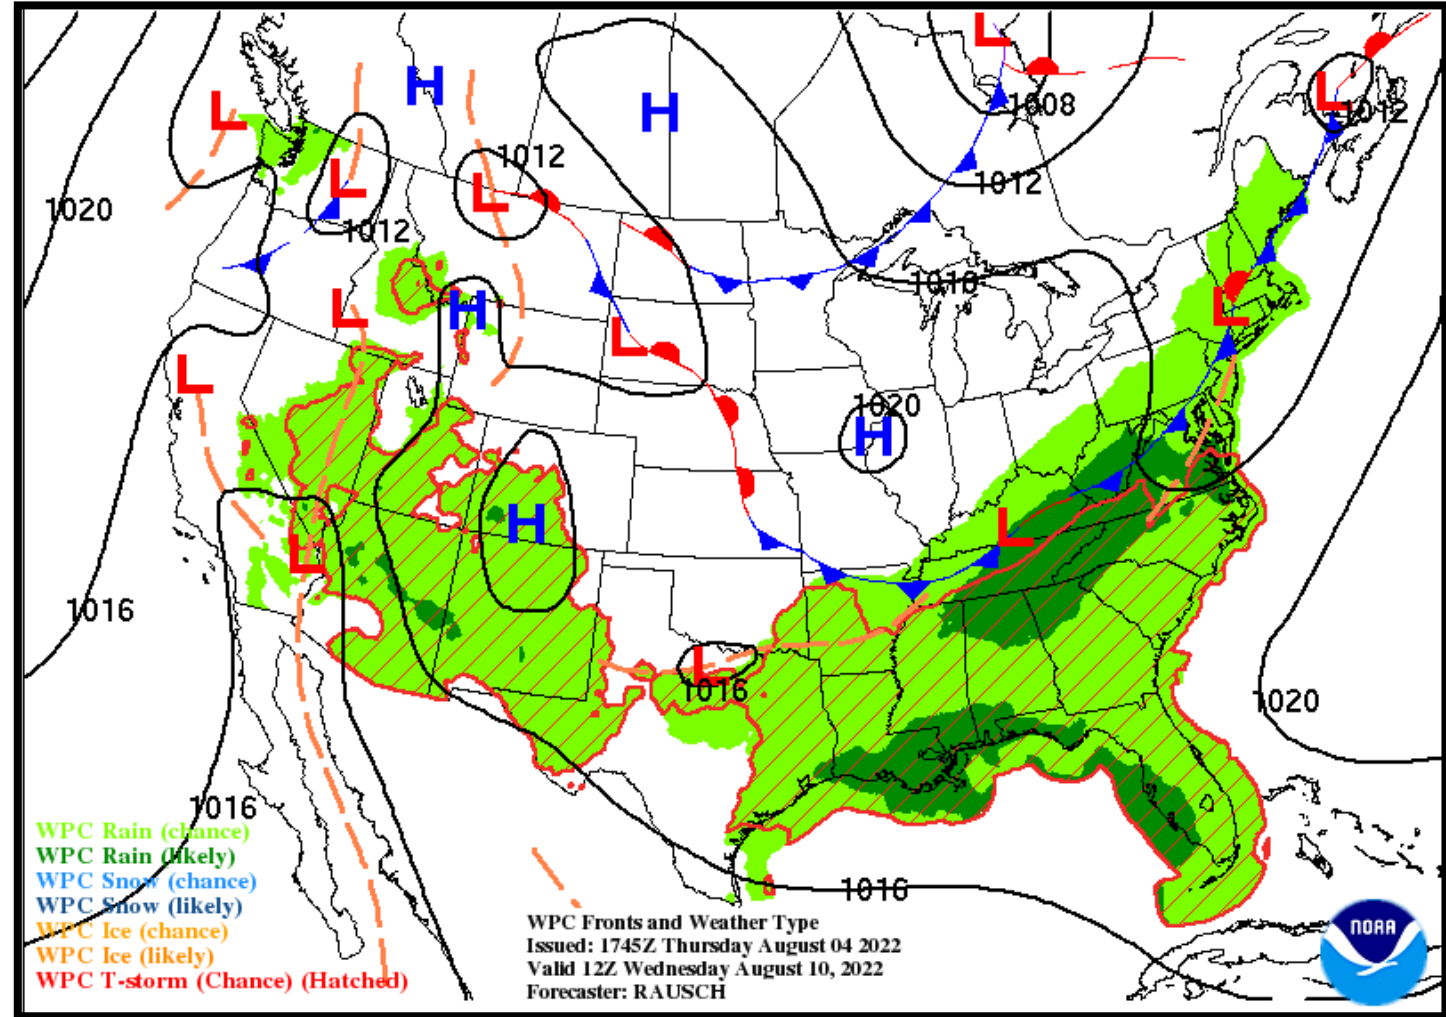 L
L
1008
H
H
L
1012
L
1012
L
L
1012
1020
1012
1016
H
L
L
L
L
1020
H
H
L
L
1016
L
1016
1020
1016
1016
WPC Rain (chance)
WPC Rain (likely)
WPC Snow (chance)
WPC Snow (likely)
WPC Ice (chance)
WPC Ice (likely)
WPC T-storm (Chance) (Hatched)
WPC Fronts and Weather Type
Issued: 1745Z Thursday August 04 2022
Valid 12Z Wednesday August 10, 2022
Forecaster: RAUSCH
NOAA